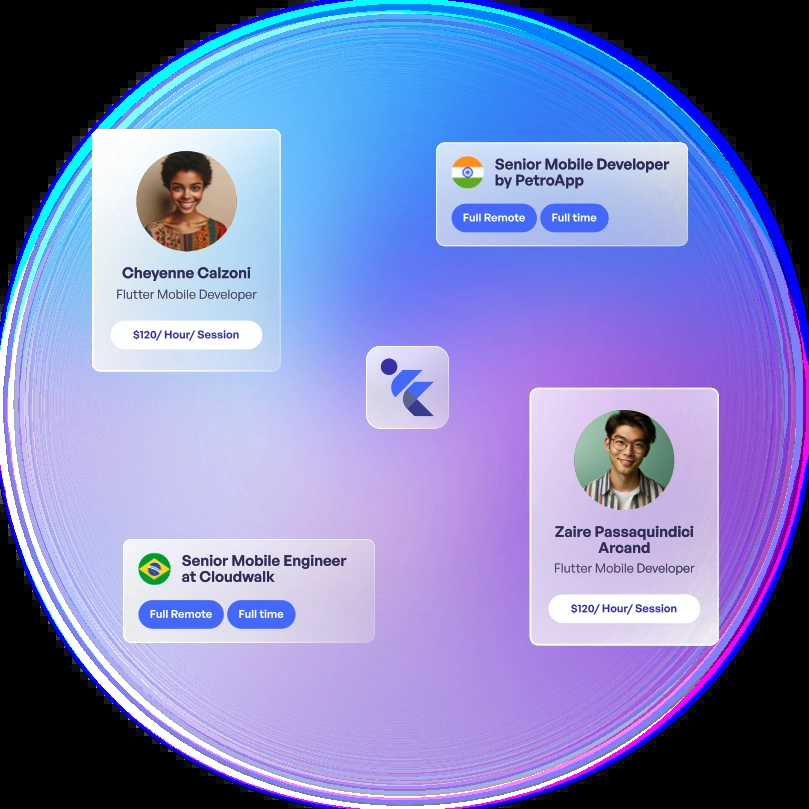 Cheyenne Calzoni
Flutter Mobile Developer
$120/ Hour/ Session
Senior Mobile Developer
by PetroApp
Full Remote
Full time
Zaire Passaquindioi
Arcand
Flutter Mobile Developer
$120/ Hour/ Session
Senior Mobile Engineer
at Cloudwalk
Full Remote
Full time